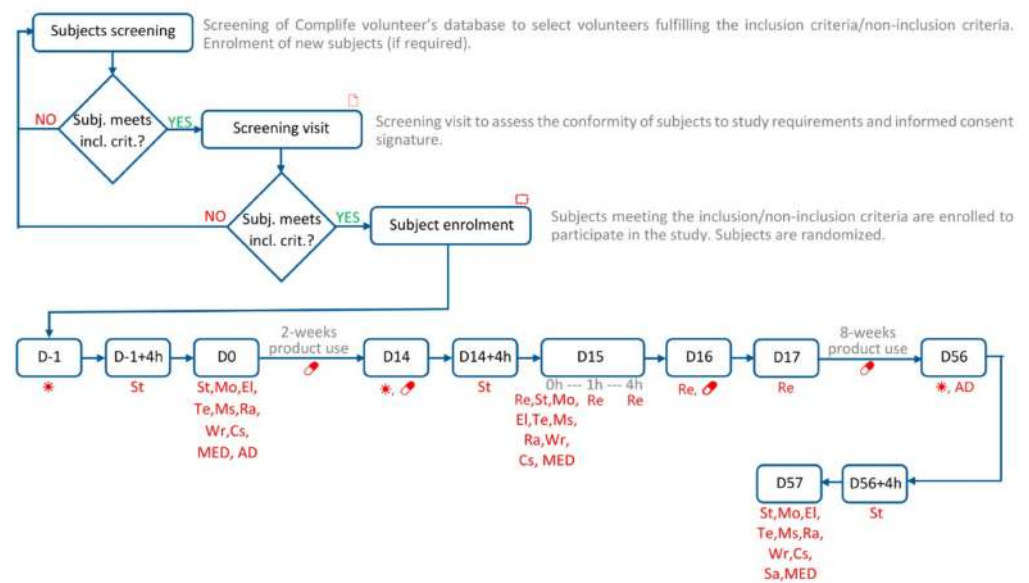 Subjects screening
Screening of Complife volunteer's database to select volunteers fulfilling the inclusion criteria/non-inclusion criteria.
Enrolment of new subjects (if required).
NO
Subj. meets
incl. crit.?
YES
Screening visit
Screening visit to assess the conformity of subjects to study requirements and informed consent
signature.
NO
Subj. meets
incl. crit.?
YES
Subject enrolment
Subjects meeting the inclusion/non-inclusion criteria are enrolled to
participate in the study. Subjects are randomized.
D-1
D-1+4h
St
D0
St,Mo,El,
Te,Ms,Ra,
Wr,Cs,
MED, AD
2-weeks
product use
D14
,
D14+4h
St
D15
0h --- 1h --- 4h
Re,St,Mo,
El,Te,Ms,
Ra,Wr,
Cs, MED
Re
Re
D16
Re,
D17
Re
8-weeks
product use
D56
, AD
D56+4h
St
D57
St,Mo,El,
Te,Ms,Ra,
Wr,Cs,
Sa,MED